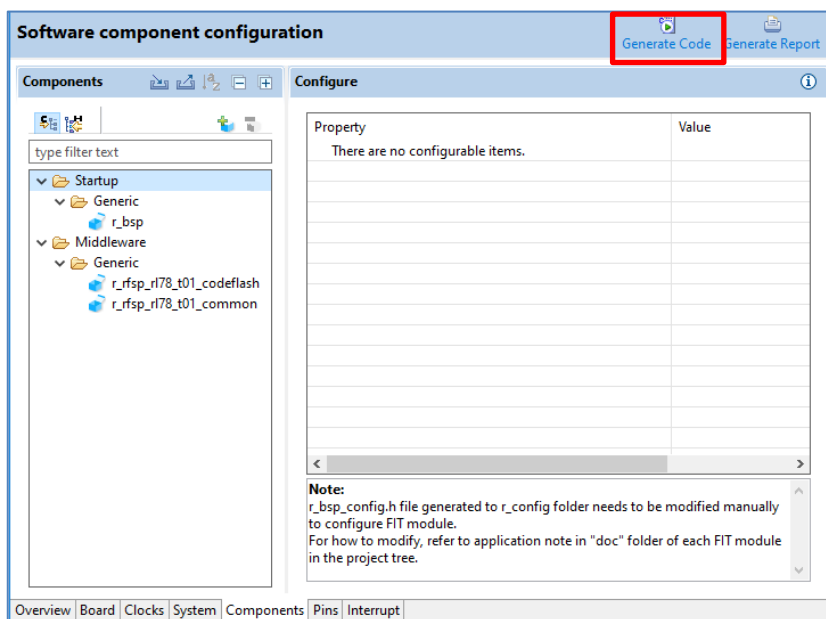 Software component configuration
Generate Code
Generate Report
Components
Configure
type filter text
Startup
Generic
r_bsp
Middleware
Generic
r_rfsp_rl78_t01_codeflash
r_rfsp_rl78_t01_common
Property Value
There are no configurable items.
Note:
r_bsp_config.h file generated to r_config folder needs to be modified manually
to configure FIT module.
For how to modify, refer to application note in "doc" folder of each FIT module
in the project tree.
Overview Board Clocks System Components Pins Interrupt